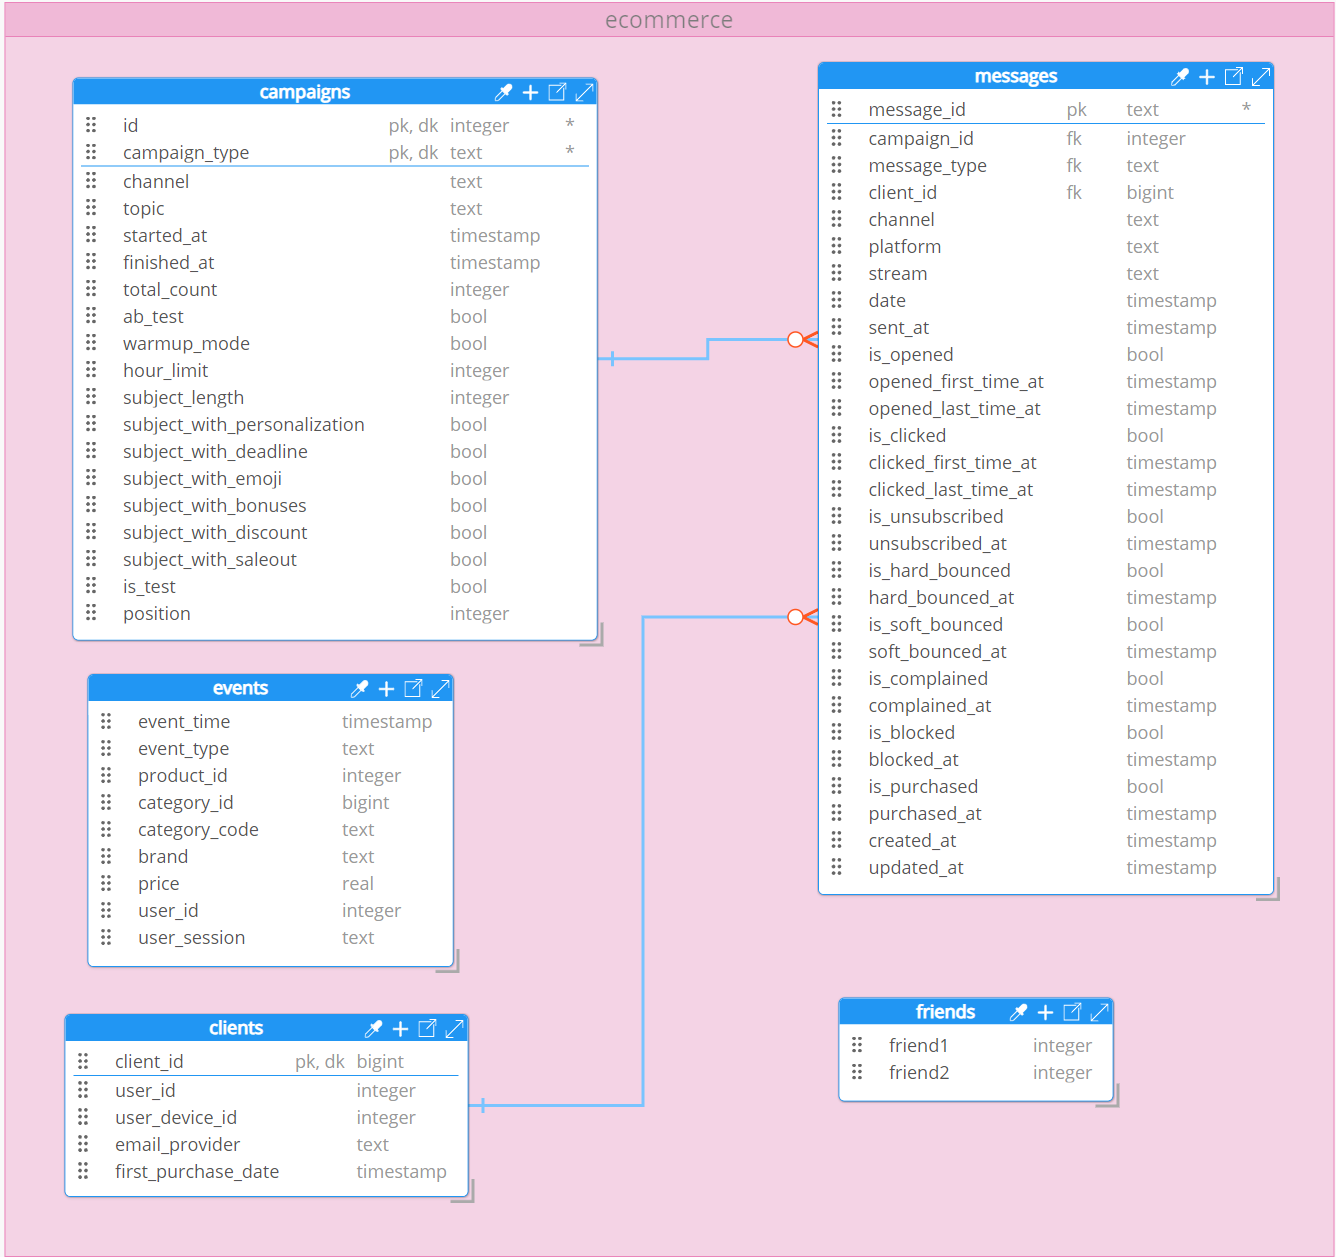 ecommerce
campaigns
id pk, dk integer *
campaign_type pk, dk text *
channel text
topic text
started_at timestamp
finished_at timestamp
total_count integer
ab_test bool
warmup_mode bool
hour_limit integer
subject_length integer
subject_with_personalization bool
subject_with_deadline bool
subject_with_emoji bool
subject_with_bonuses bool
subject_with_discount bool
subject_with_saleout bool
is_test bool
position integer
messages
message_id pk text *
campaign_id fk integer
message_type fk text
client_id fk bigint
channel text
platform text
stream text
date timestamp
sent_at timestamp
is_opened bool
opened_first_time_at timestamp
opened_last_time_at timestamp
is_clicked bool
clicked_first_time_at timestamp
clicked_last_time_at timestamp
is_unsubscribed bool
unsubscribed_at timestamp
is_hard_bounced bool
hard_bounced_at timestamp
is_soft_bounced bool
soft_bounced_at timestamp
is_complained bool
complained_at timestamp
is_blocked bool
blocked_at timestamp
is_purchased bool
purchased_at timestamp
created_at timestamp
updated_at timestamp
events
event_time timestamp
event_type text
product_id integer
category_id bigint
category_code text
brand text
price real
user_id integer
user_session text
clients
client_id pk, dk bigint
user_id integer
user_device_id integer
email_provider text
first_purchase_date timestamp
friends
friend1 integer
friend2 integer